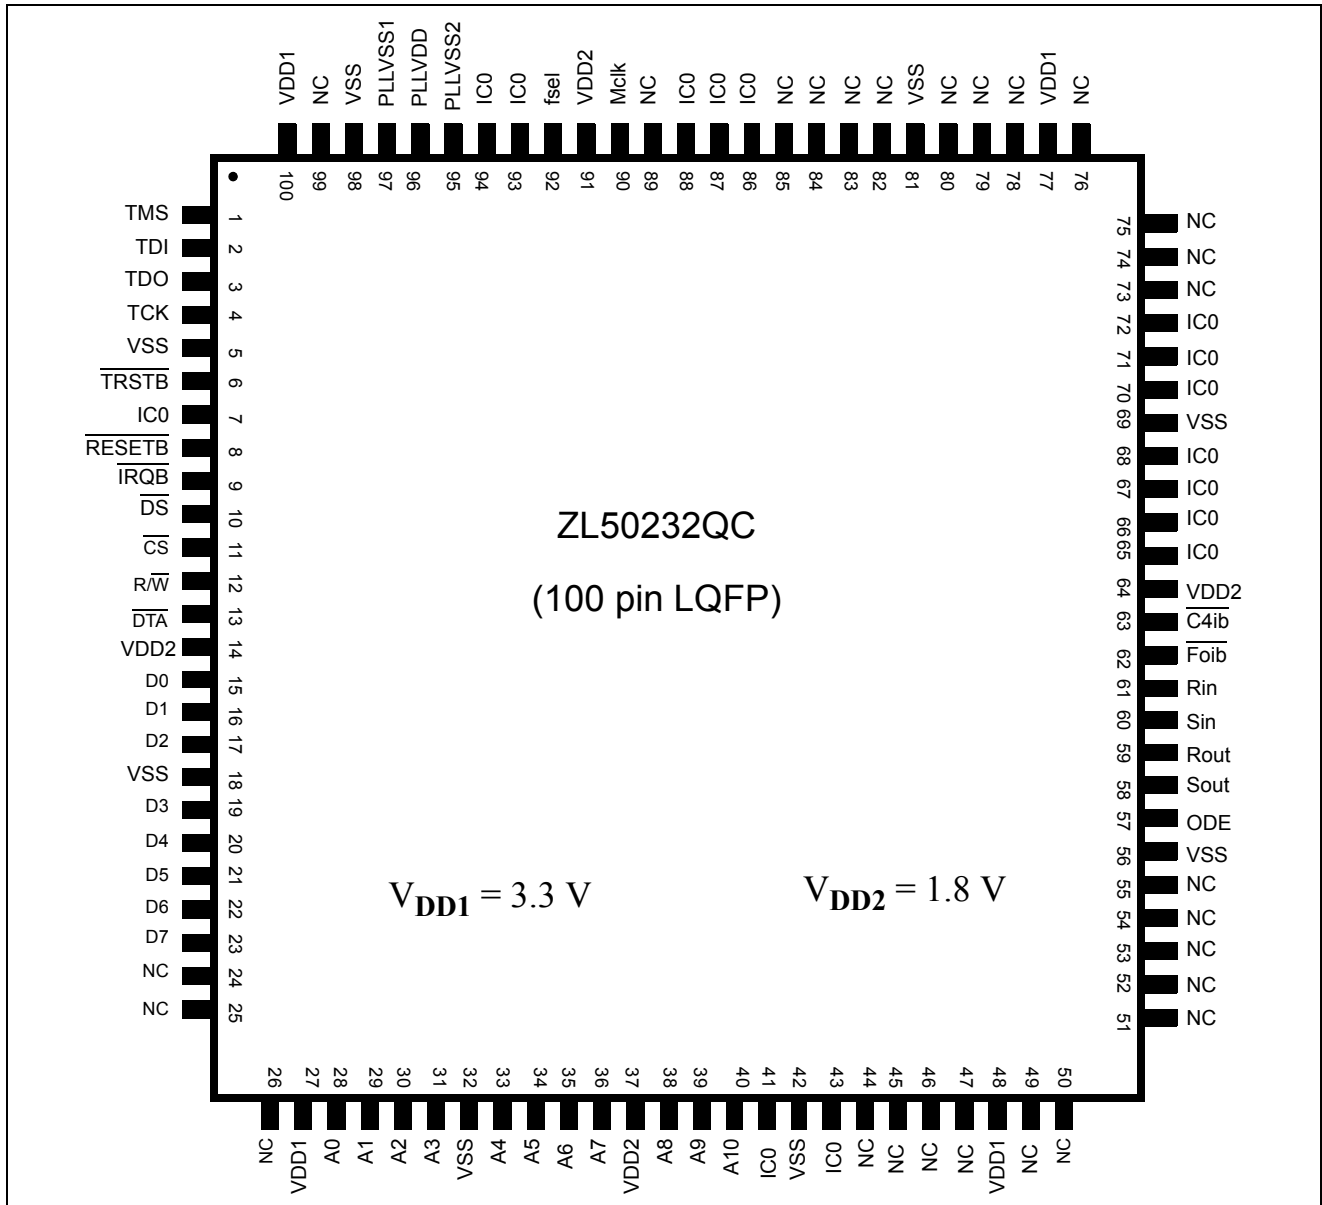 VDD1 NC VSS PLLVSS1 PLLVDD PLLVSS2 IC0 IC0 fsel VDD2 Mclk NC IC0 IC0 IC0 NC NC NC NC VSS NC NC NC VDD1 NC
100 99 98 97 96 95 94 93 92 91 90 89 88 87 86 85 84 83 82 81 80 79 78 77 76
TMS 1
TDI 2
TDO 3
TCK 4
VSS 5
TRSTB 6
IC0 7
RESETB 8
IRQB 9
DS 10
CS 11
R/W 12
DTA 13
VDD2 14
D0 15
D1 16
D2 17
VSS 18
D3 19
D4 20
D5 21
D6 22
D7 23
NC 24
NC 25
ZL50232QC
(100 pin LQFP)
VDD1 = 3.3 V
VDD2 = 1.8 V
75 NC
74 NC
73 NC
72 IC0
71 IC0
70 IC0
69 VSS
68 IC0
67 IC0
66 IC0
65 IC0
64 VDD2
63 C4ib
62 Foib
61 Rin
60 Sin
59 Rout
58 Sout
57 ODE
56 VSS
55 NC
54 NC
53 NC
52 NC
51 NC
26 27 28 29 30 31 32 33 34 35 36 37 38 39 40 41 42 43 44 45 46 47 48 49 50
NC VDD1 A0 A1 A2 A3 VSS A4 A5 A6 A7 VDD2 A8 A9 A10 IC0 VSS IC0 NC NC NC NC VDD1 NC NC